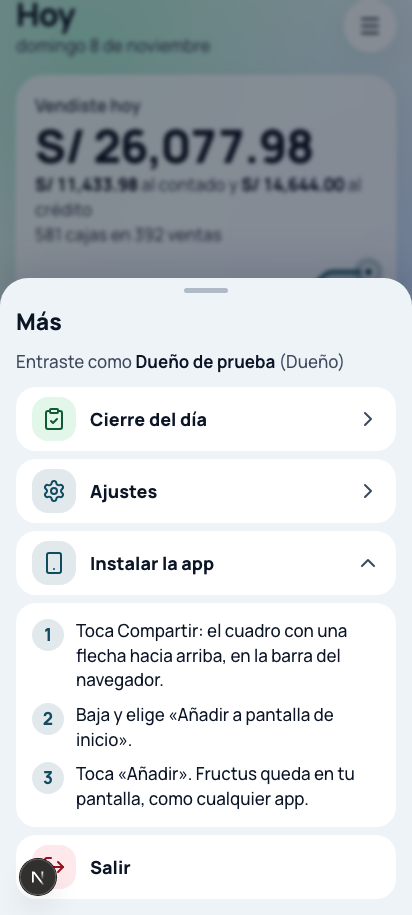 Hoy
domingo 8 de noviembre
Vendiste hoy
S/ 26,077.98
S/ 11,433.98 al contado y S/ 14,644.00 al
crédito
581 cajas en 392 ventas
Más
Entraste como Dueño de prueba (Dueño)
Cierre del día
Ajustes
Instalar la app
1 Toca Compartir: el cuadro con una
flecha hacia arriba, en la barra del
navegador.
2 Baja y elige «Añadir a pantalla de
inicio».
3 Toca «Añadir». Fructus queda en tu
pantalla, como cualquier app.
N Salir